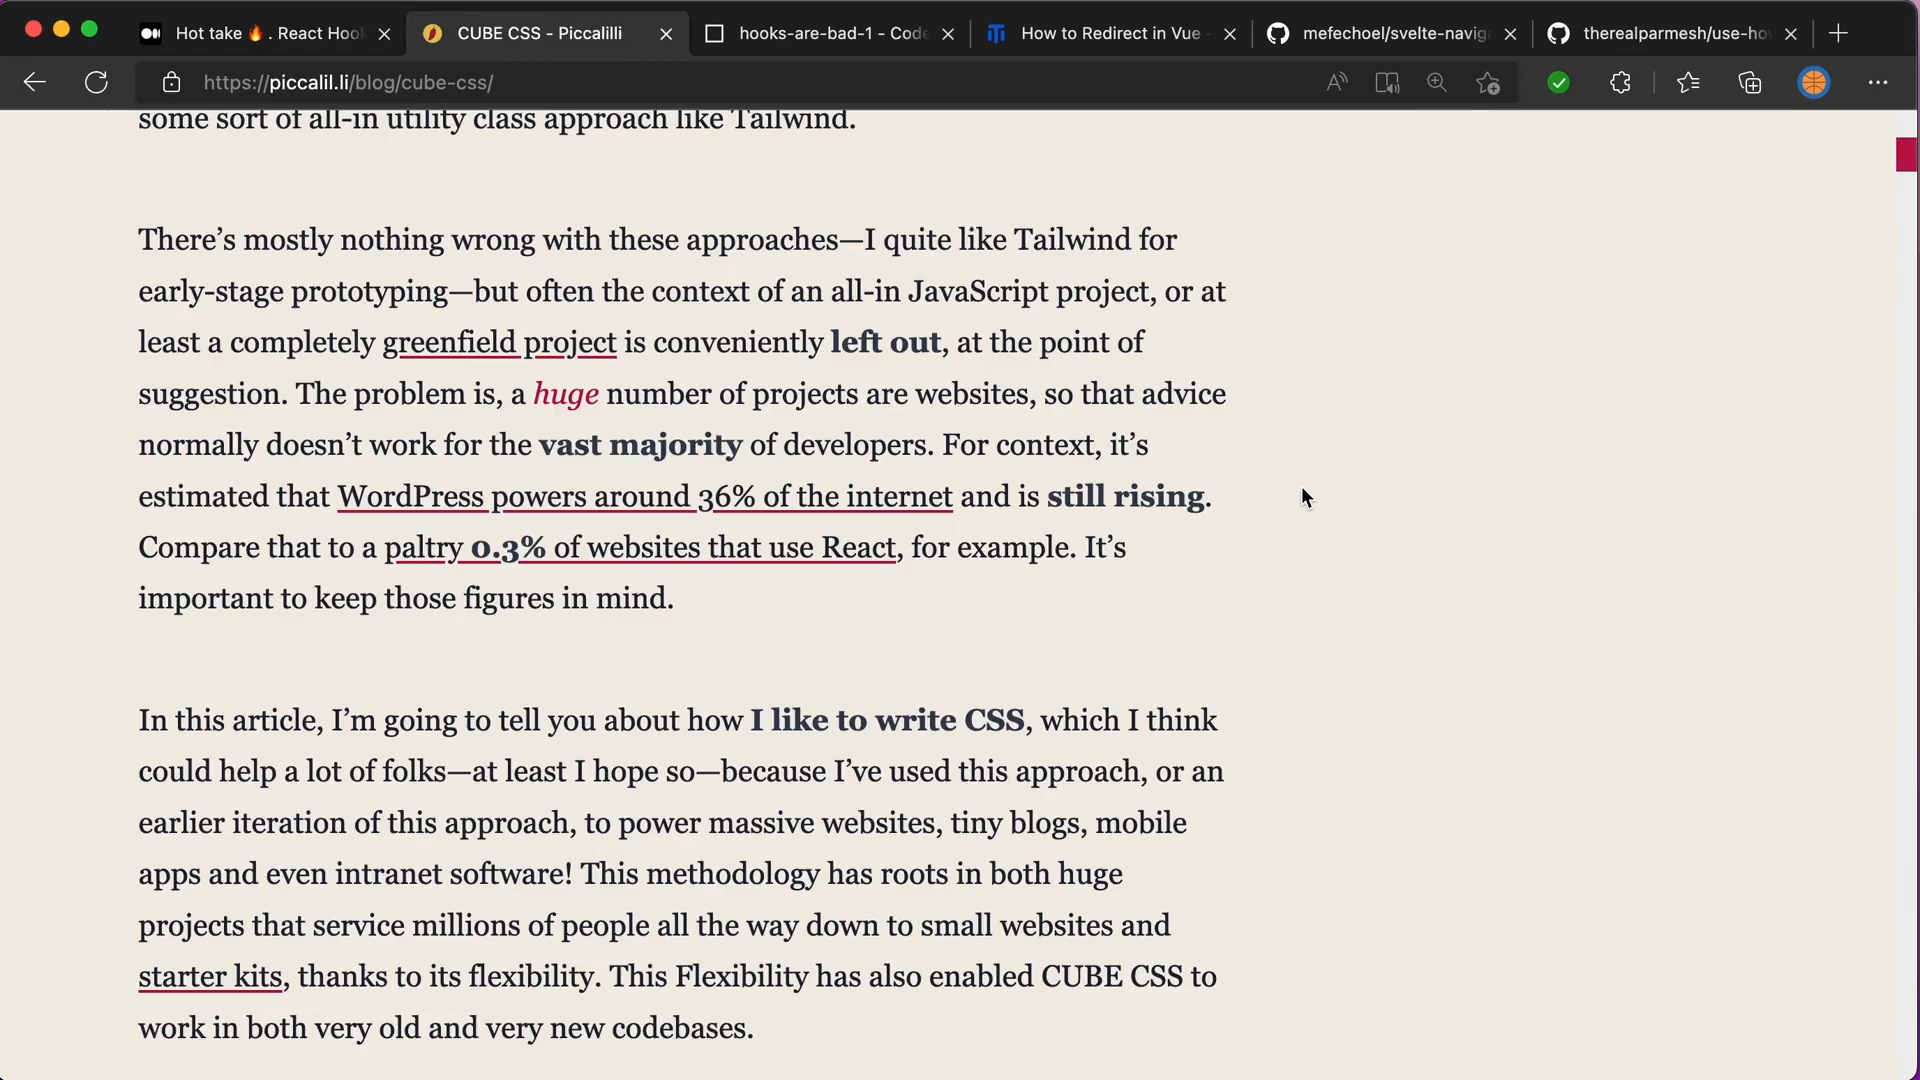 Hot take 🔥 . React Hoo
CUBE CSS - Piccalilli
hooks-are-bad-1 - Code
How to Redirect in Vue -
mefechoel/svelte-naviga
therealparmesh/use-ho
https://piccalil.li/blog/cube-css/
some sort of all-in utility class approach like Tailwind.
There’s mostly nothing wrong with these approaches—I quite like Tailwind for
early-stage prototyping—but often the context of an all-in JavaScript project, or at
least a completely greenfield project is conveniently left out, at the point of
suggestion. The problem is, a huge number of projects are websites, so that advice
normally doesn’t work for the vast majority of developers. For context, it’s
estimated that WordPress powers around 36% of the internet and is still rising.
Compare that to a paltry 0.3% of websites that use React, for example. It’s
important to keep those figures in mind.
In this article, I’m going to tell you about how I like to write CSS, which I think
could help a lot of folks—at least I hope so—because I’ve used this approach, or an
earlier iteration of this approach, to power massive websites, tiny blogs, mobile
apps and even intranet software! This methodology has roots in both huge
projects that service millions of people all the way down to small websites and
starter kits, thanks to its flexibility. This Flexibility has also enabled CUBE CSS to
work in both very old and very new codebases.